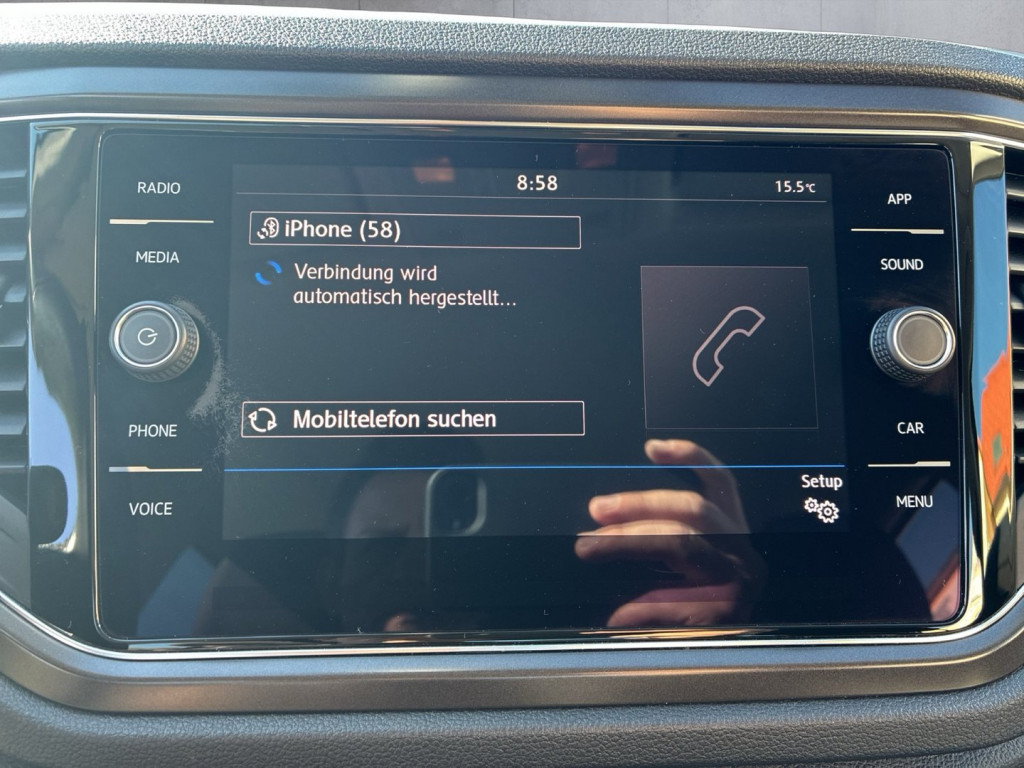 8:58
15.5°C
RADIO
MEDIA
PHONE
VOICE
iPhone (58)
Verbindung wird
automatisch hergestellt...
Mobiltelefon suchen
Setup
APP
SOUND
CAR
MENU